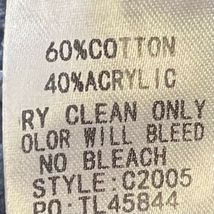 60%COTTON
40%ACRYLIC
RY CLEAN ONLY
OLOR WILL BLEED
NO BLEACH
STYLE:C2005
PO:TL45844